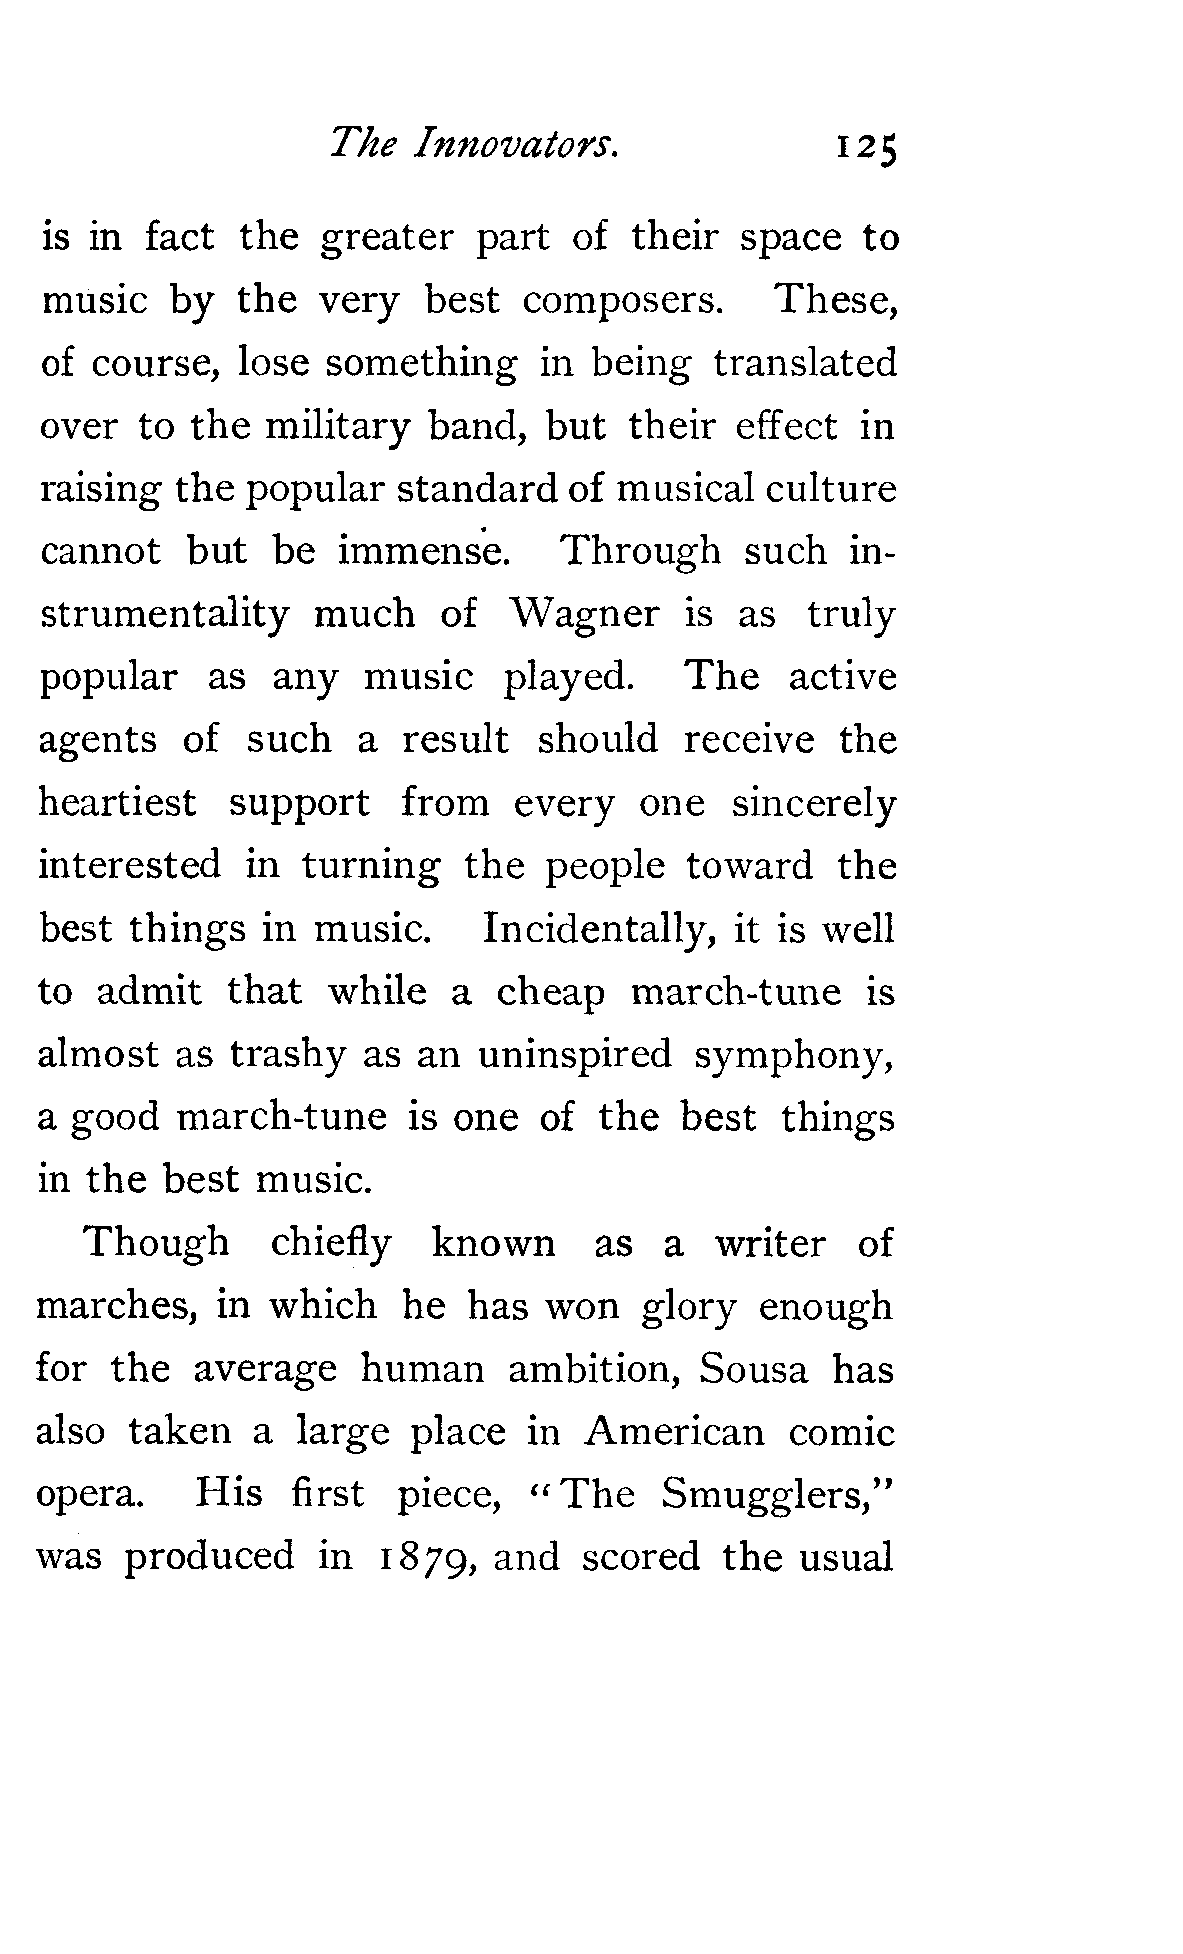 The Innovators. 125
is in fact the greater part of their space to
music by the very best composers. These,
of course, lose something in being translated
over to the military band, but their effect in
raising the popular standard of musical culture
cannot but be immense. Through such in-
strumentality much of Wagner is as truly
popular as any music played. The active
agents of such a result should receive the
heartiest support from every one sincerely
interested in turning the people toward the
best things in music. Incidentally, it is well
to admit that while a cheap march-tune is
almost as trashy as an uninspired symphony,
a good march-tune is one of the best things
in the best music.
Though chiefly known as a writer of
marches, in which he has won glory enough
for the average human ambition, Sousa has
also taken a large place in American comic
opera. His first piece, “The Smugglers,”
was produced in 1879, and scored the usual